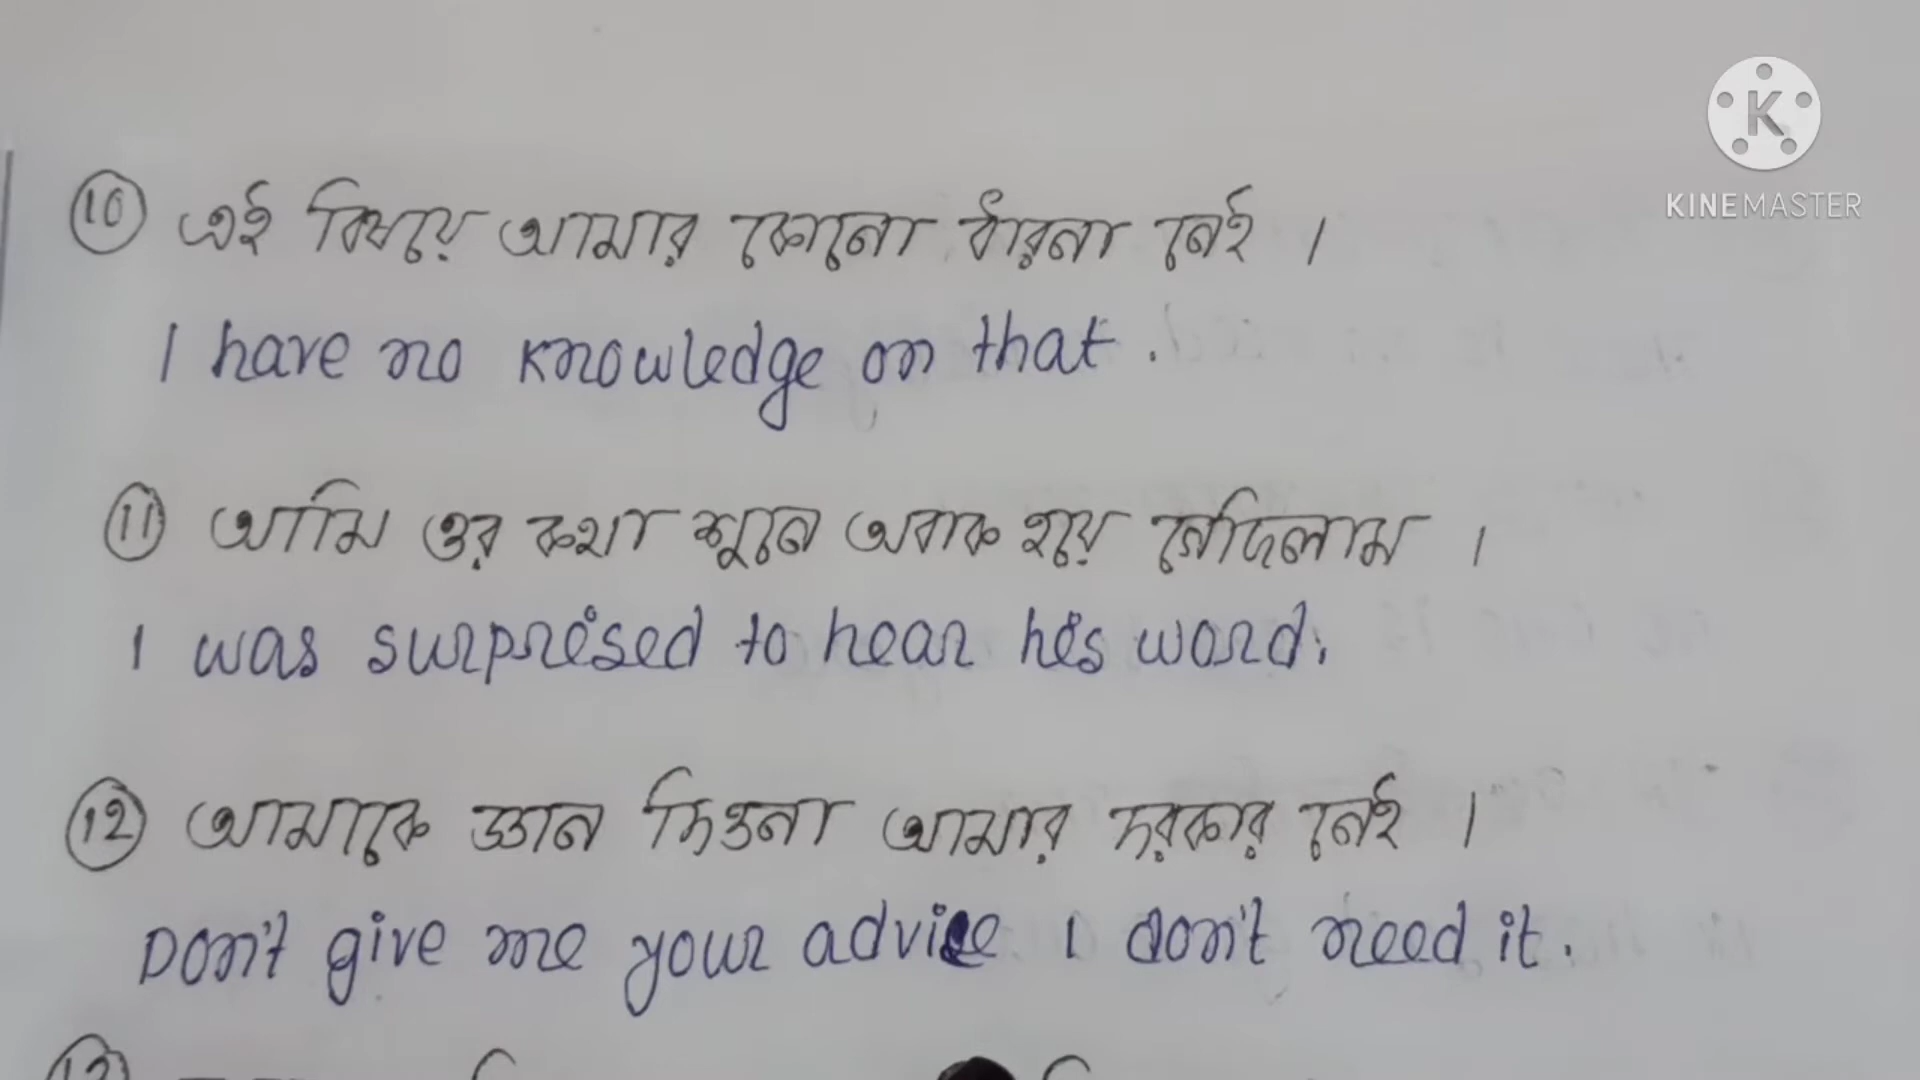 K
KINEMASTER
10 এই বিষয়ে আমার কোনো ধারনা নেই ।
I have no knowledge on that.
11 আমি ওর কথা শুনে অবাক হয়ে গেছিলাম ।
I was surprised to hear his word.
12 আমাকে জ্ঞান দিওনা আমার দরকার নেই ।
Don't give me your advice I don't need it.